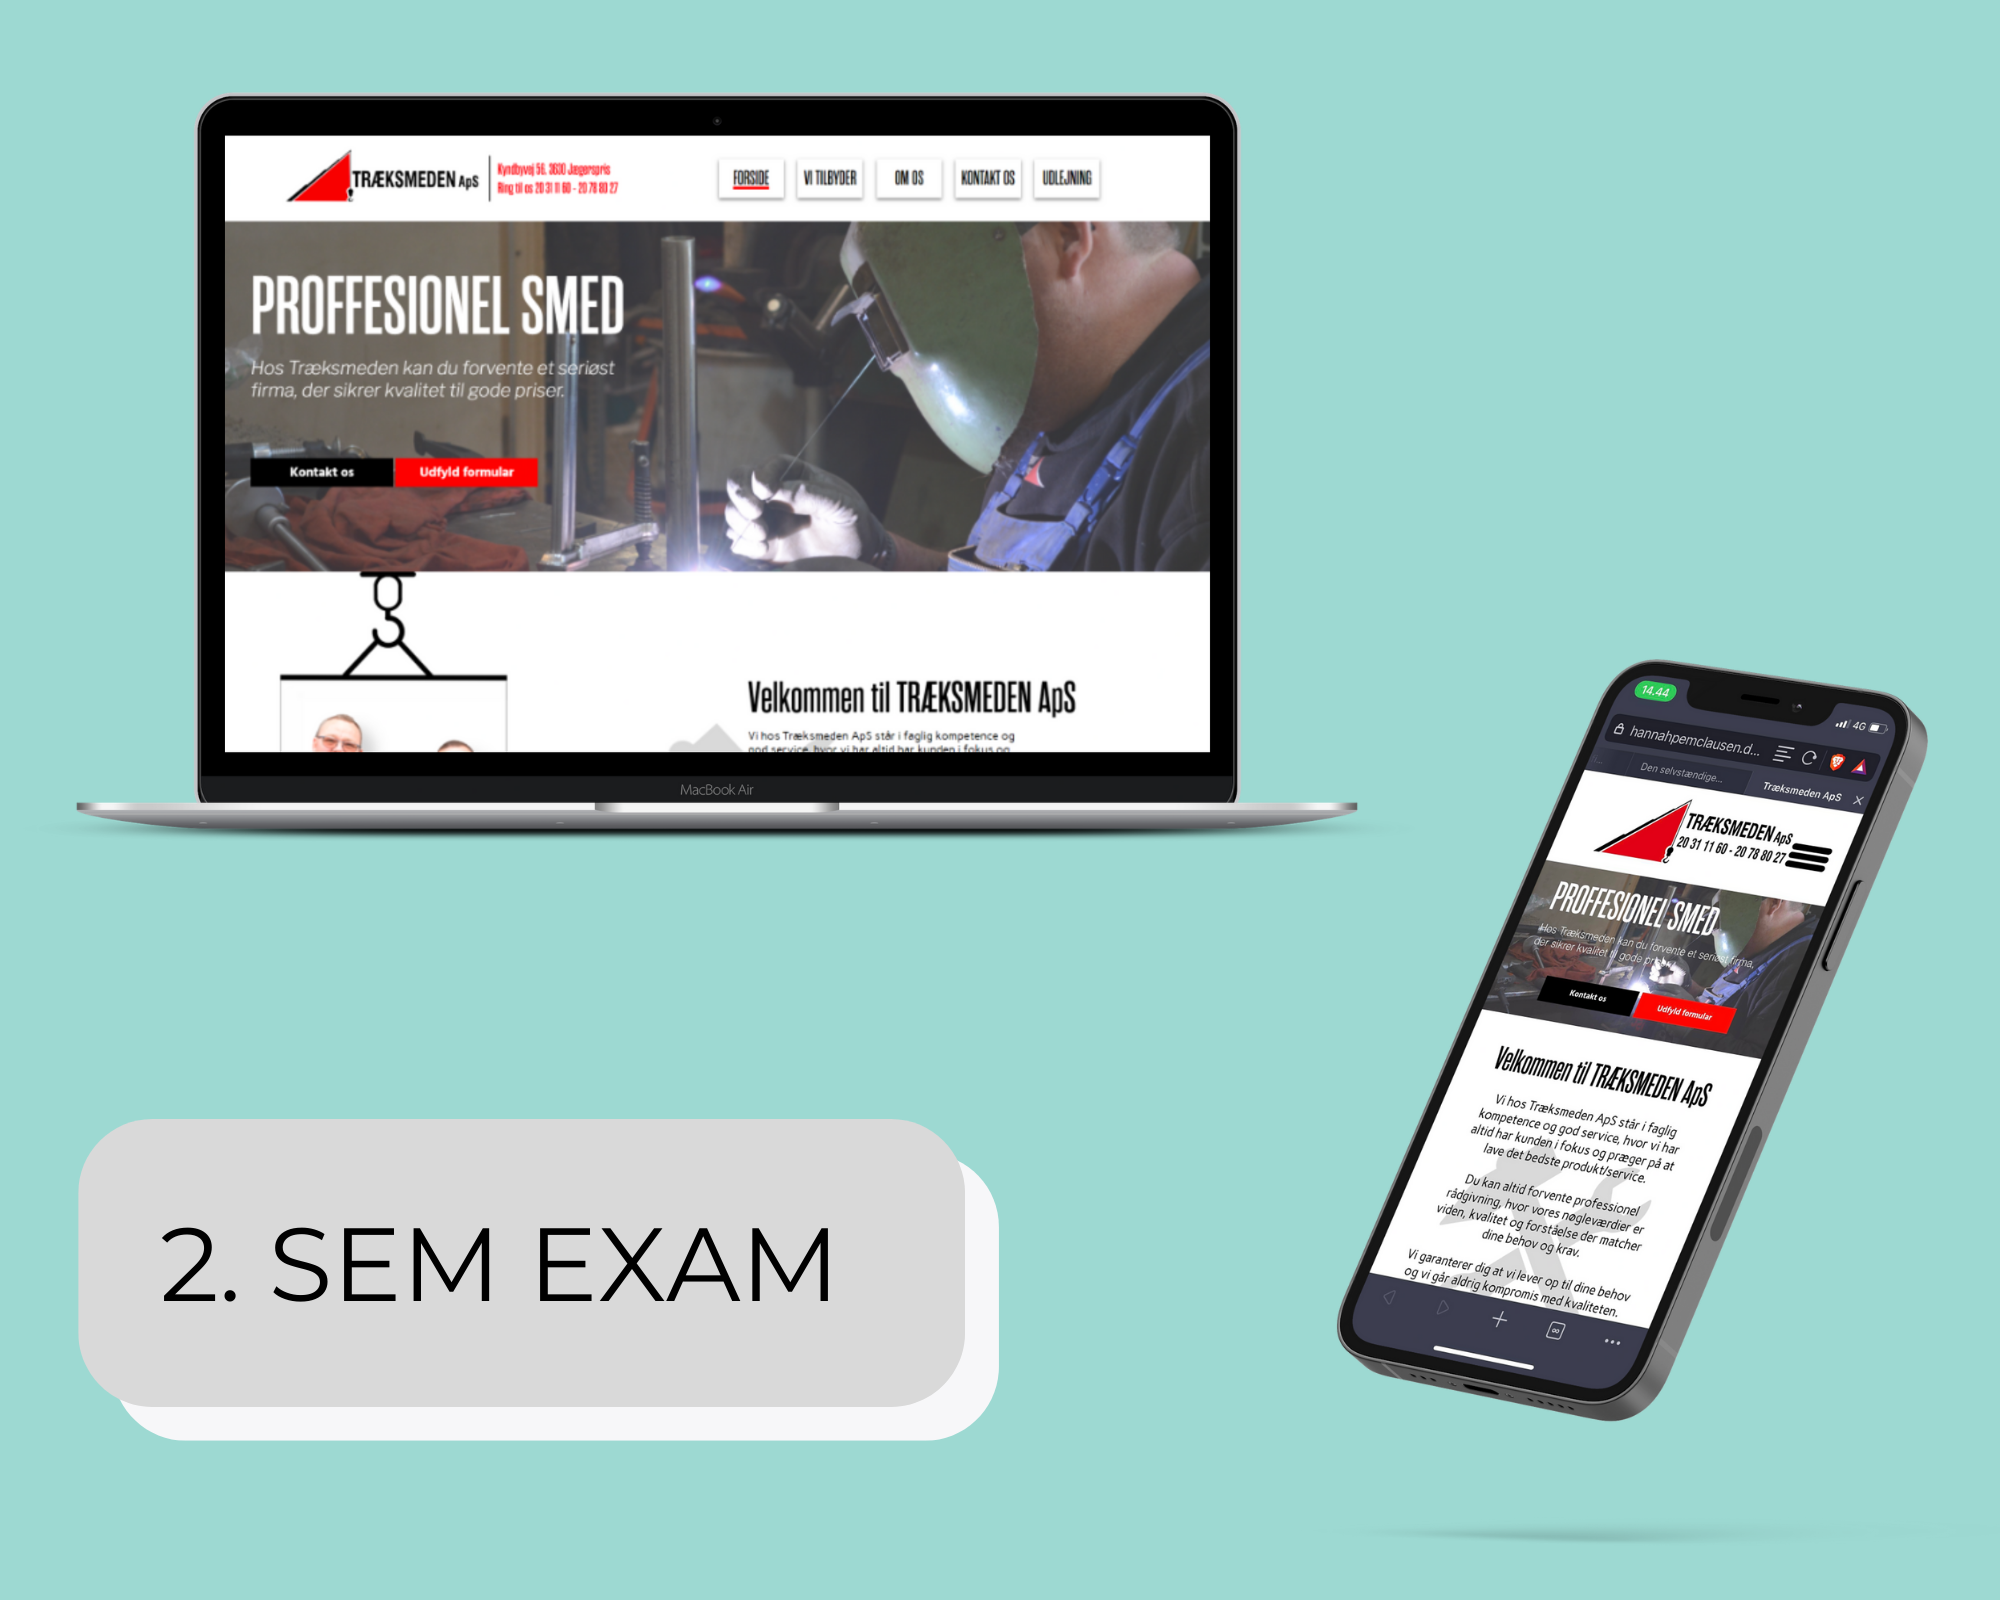 TRÆKSMEDEN ApS
Kyndbyvej 56, 3630 Jægerspris
Ring til os 20 31 11 60 - 20 78 80 27
FORSIDE
VI TILBYDER
OM OS
KONTAKT OS
UDLEJNING
PROFFESIONEL SMED
Hos Træksmeden kan du forvente et seriøst
firma, der sikrer kvalitet til gode priser.
Kontakt os
Udfyld formular
Velkommen til TRÆKSMEDEN ApS
Vi hos Træksmeden ApS står i faglig kompetence og
god service, hvor vi har altid har kunden i fokus og
MacBook Air
14.44
4G
hannahpemclausen.d...
Den selvstændige...
Træksmeden ApS
TRÆKSMEDEN ApS
20 31 11 60 - 20 78 80 27
PROFFESIONEL SMED
Hos Træksmeden kan du forvente et seriøst firma,
der sikrer kvalitet til gode
Kontakt os
Udfyld formular
Velkommen til TRÆKSMEDEN ApS
Vi hos Træksmeden ApS står i faglig
kompetence og god service, hvor vi har
altid har kunden i fokus og præger på at
lave det bedste produkt/service.
Du kan altid forvente professionel
rådgivning, hvor vores nøgleværdier er
viden, kvalitet og forståelse der matcher
dine behov og krav.
Vi garanterer dig at vi lever op til dine behov
og vi går aldrig kompromis med kvaliteten.
2. SEM EXAM